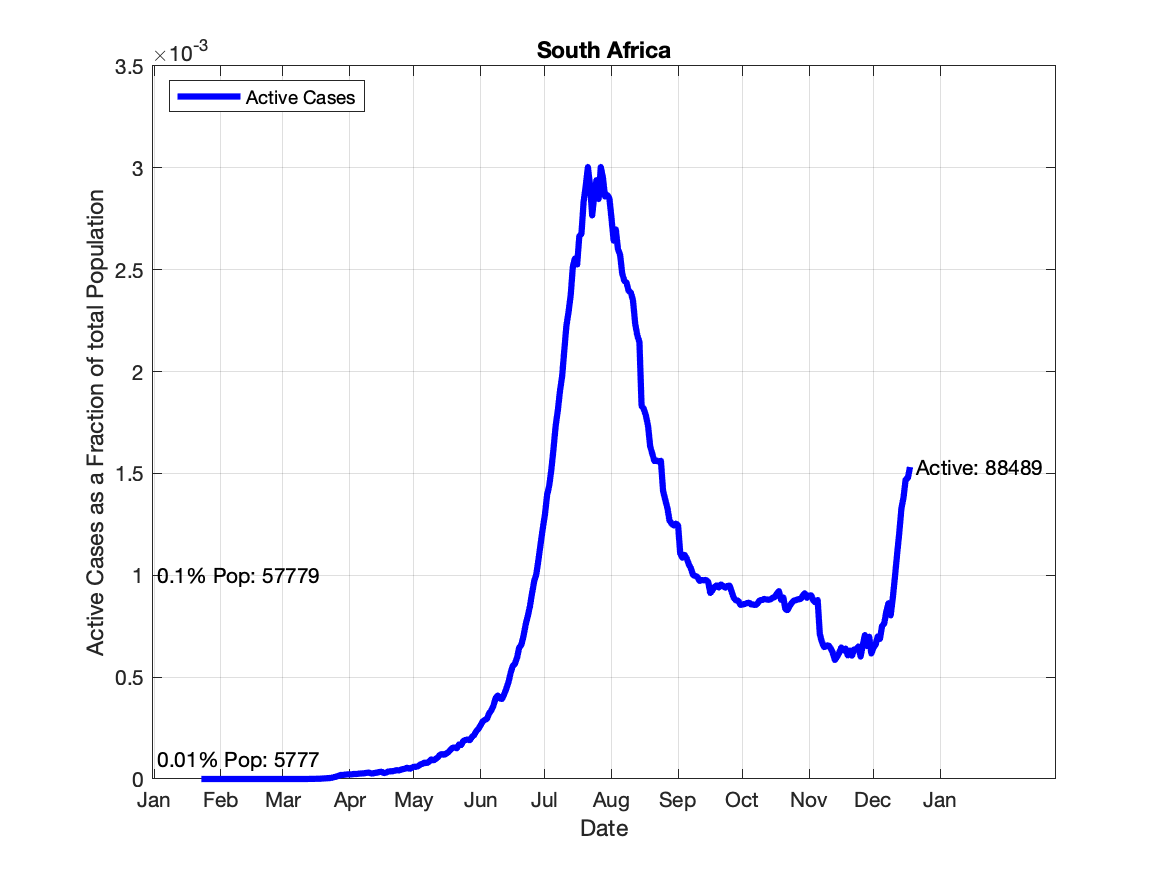 South Africa
×10-3
3.5
3
2.5
2
1.5
1
0.5
0
Active Cases
Active Cases as a Fraction of total Population
Active: 88489
0.1% Pop: 57779
0.01% Pop: 5777
Jan Feb Mar Apr May Jun Jul Aug Sep Oct Nov Dec Jan
Date